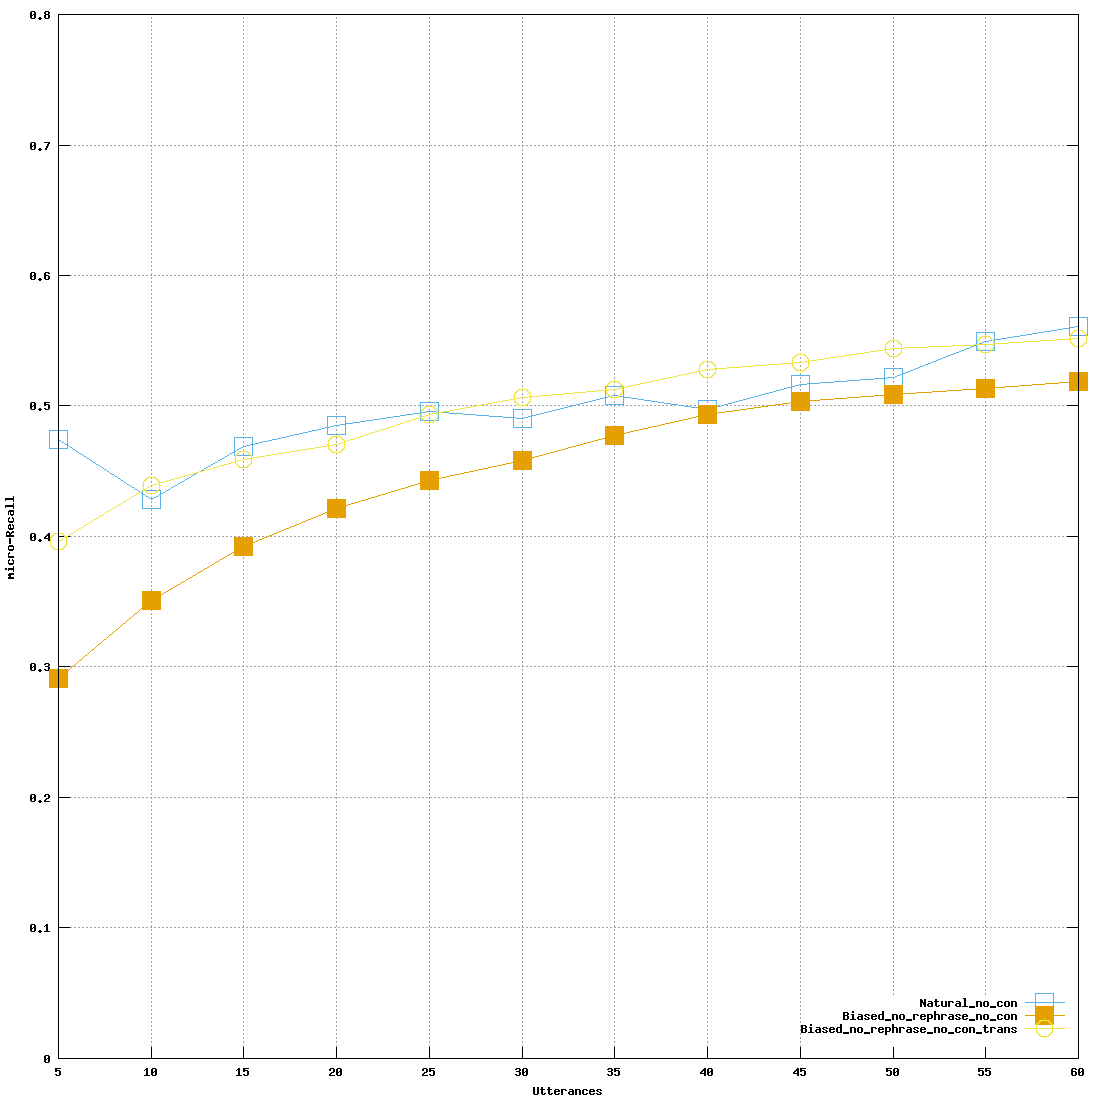 0.8
0.7
0.6
0.5
0.4
0.3
0.2
0.1
0
micro-Recall
Natural_no_con
Biased_no_rephrase_no_con
Biased_no_rephrase_no_con_trans
5 10 15 20 25 30 35 40 45 50 55 60
Utterances